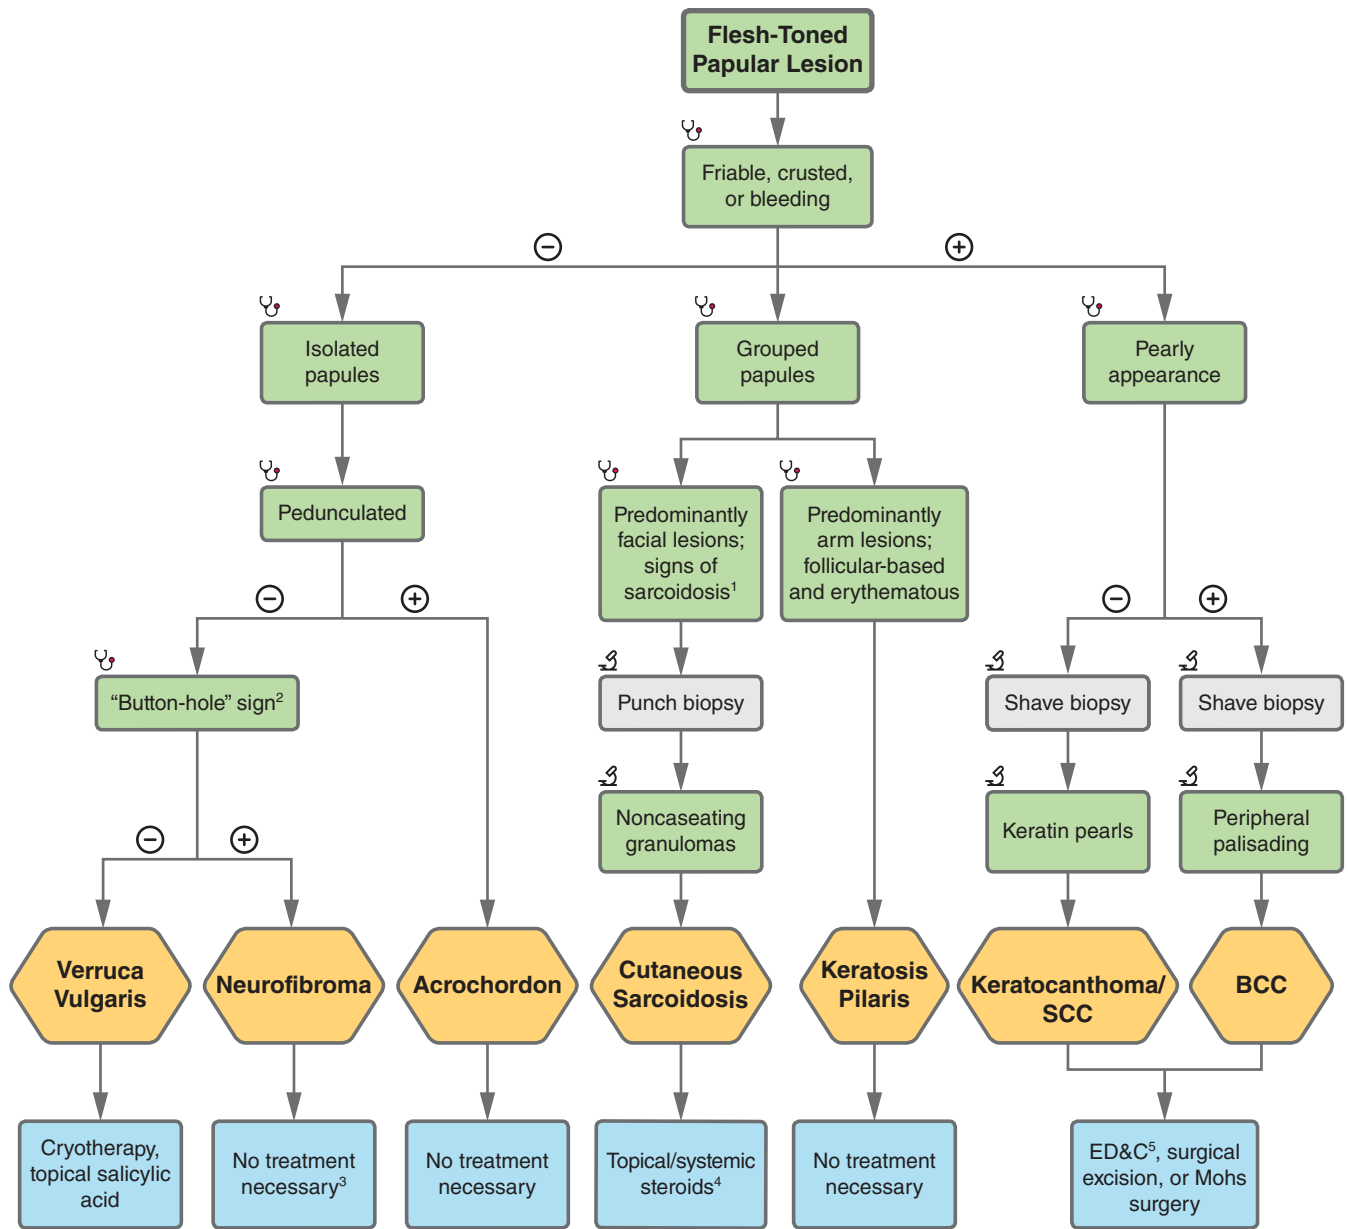 Flesh-Toned
Papular Lesion
Friable, crusted,
or bleeding
−
+
Isolated
papules
Grouped
papules
Pearly
appearance
Pedunculated
Predominantly
facial lesions;
signs of
sarcoidosis¹
Predominantly
arm lesions;
follicular-based
and erythematous
−
+
−
+
"Button-hole" sign²
Punch biopsy
Shave biopsy
Shave biopsy
Noncaseating
granulomas
Keratin pearls
Peripheral
palisading
−
+
Verruca
Vulgaris
Neurofibroma
Acrochordon
Cutaneous
Sarcoidosis
Keratosis
Pilaris
Keratocanthoma/
SCC
BCC
Cryotherapy,
topical salicylic
acid
No treatment
necessary³
No treatment
necessary
Topical/systemic
steroids⁴
No treatment
necessary
ED&C⁵, surgical
excision, or Mohs
surgery